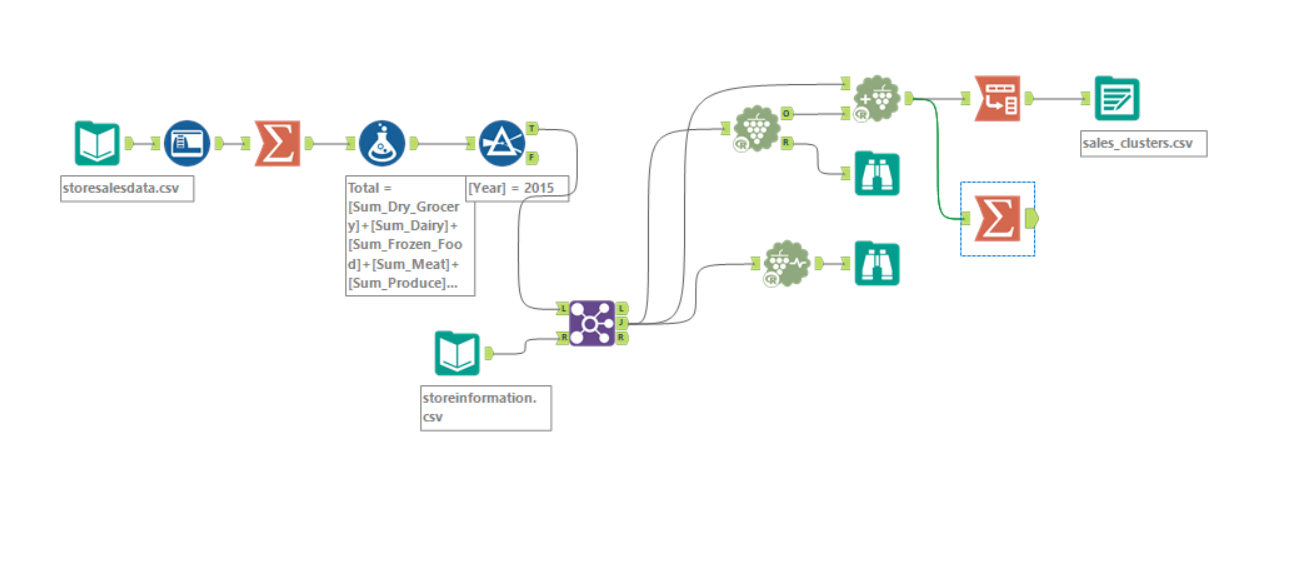 storesalesdata.csv
Total =
[Sum_Dry_Grocer
y]+[Sum_Dairy]+
[Sum_Frozen_Foo
d]+[Sum_Meat]+
[Sum_Produce]...
[Year] = 2015
T
F
storeinformation.
csv
L
R
L
J
R
R
O
R
R
R
sales_clusters.csv